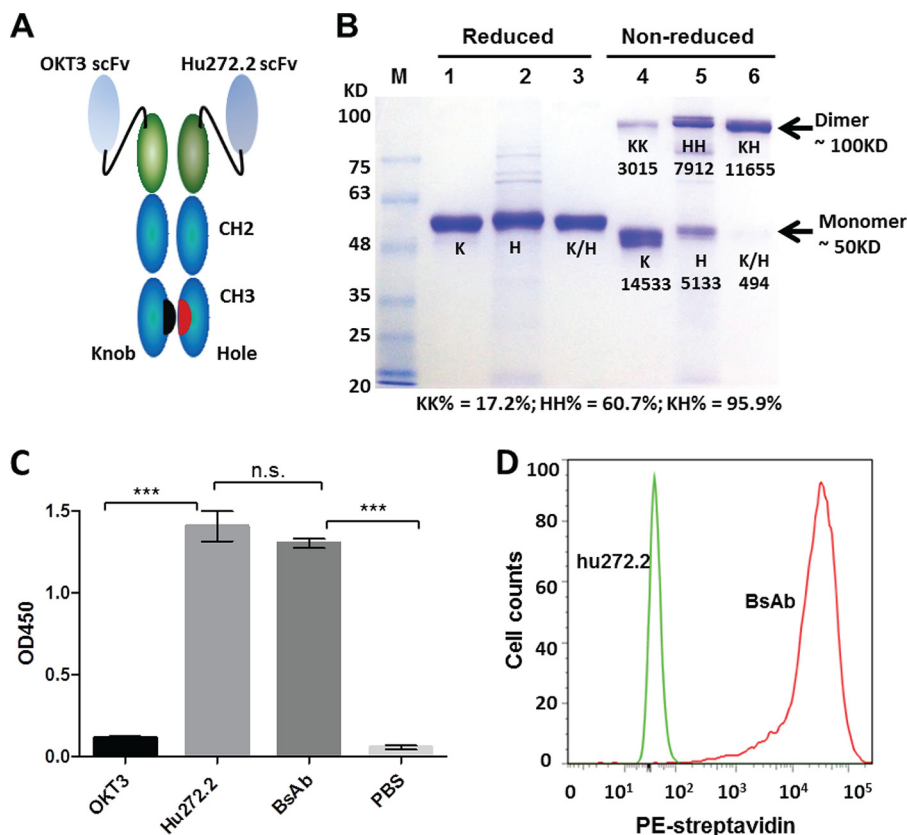 A
OKT3 scFv
Hu272.2 scFv
CH2
CH3
Knob
Hole
B
Reduced
Non-reduced
M
1
2
3
4
5
6
KD
100
75
63
48
35
25
20
K
H
K/H
KK
HH
KH
3015
7912
11655
K
H
K/H
14533
5133
494
Dimer
~ 100KD
Monomer
~ 50KD
KK% = 17.2%; HH% = 60.7%; KH% = 95.9%
C
OD450
1.5
1.0
0.5
0.0
***
n.s.
***
OKT3
Hu272.2
BsAb
PBS
D
Cell counts
100
80
60
40
20
0
hu272.2
BsAb
0 10¹ 10² 10³ 10⁴ 10⁵
PE-streptavidin